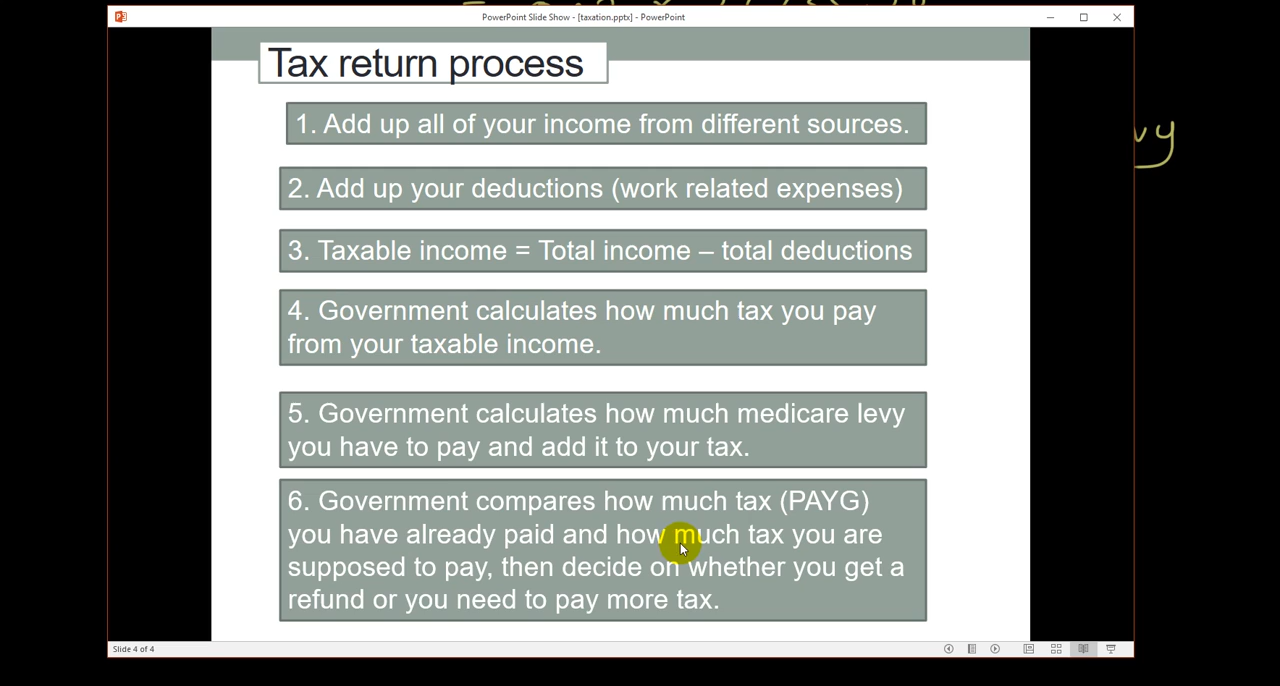 PowerPoint Slide Show - [taxation.pptx] - PowerPoint
Tax return process
1. Add up all of your income from different sources.
2. Add up your deductions (work related expenses)
3. Taxable income = Total income – total deductions
4. Government calculates how much tax you pay
from your taxable income.
5. Government calculates how much medicare levy
you have to pay and add it to your tax.
6. Government compares how much tax (PAYG)
you have already paid and how much tax you are
supposed to pay, then decide on whether you get a
refund or you need to pay more tax.
Slide 4 of 4